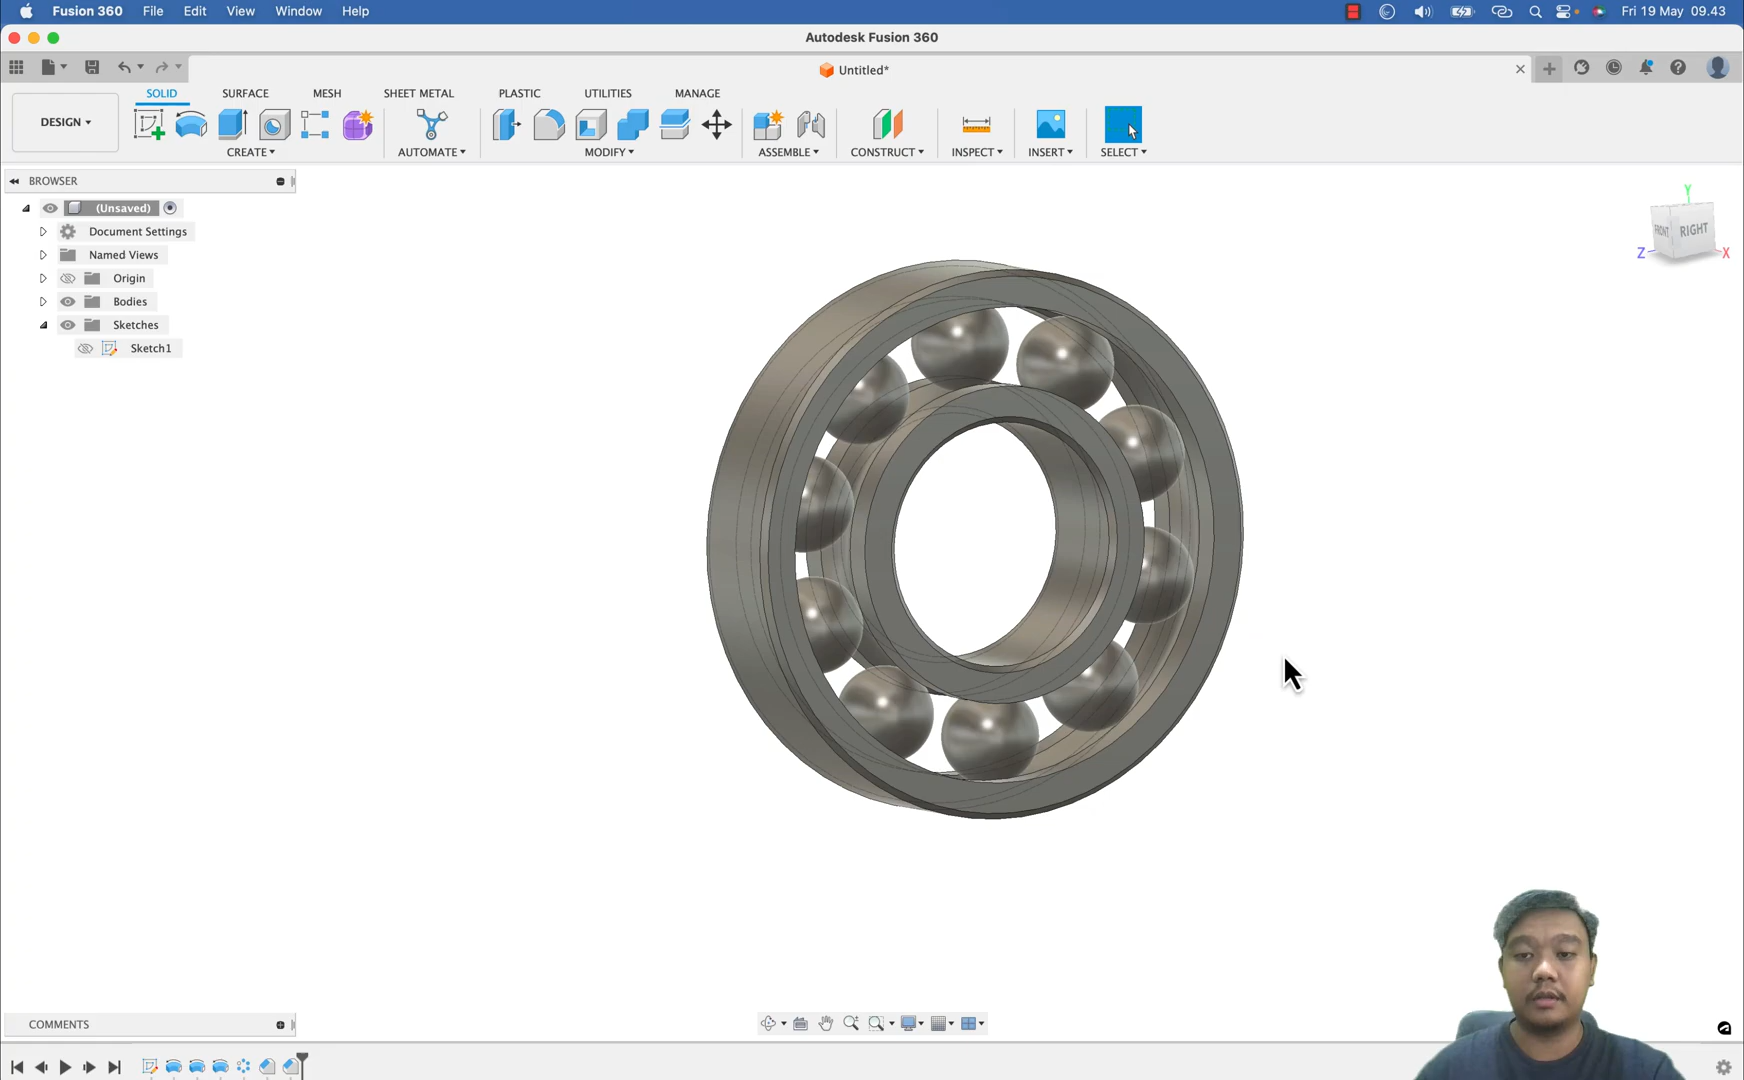 Fusion 360 File Edit View Window Help Fri 19 May 09.43
Autodesk Fusion 360
Untitled*
SOLID SURFACE MESH SHEET METAL PLASTIC UTILITIES MANAGE
DESIGN
CREATE AUTOMATE MODIFY ASSEMBLE CONSTRUCT INSPECT INSERT SELECT
BROWSER
(Unsaved)
Document Settings
Named Views
Origin
Bodies
Sketches
Sketch1
Y
FRONT RIGHT
Z X
COMMENTS